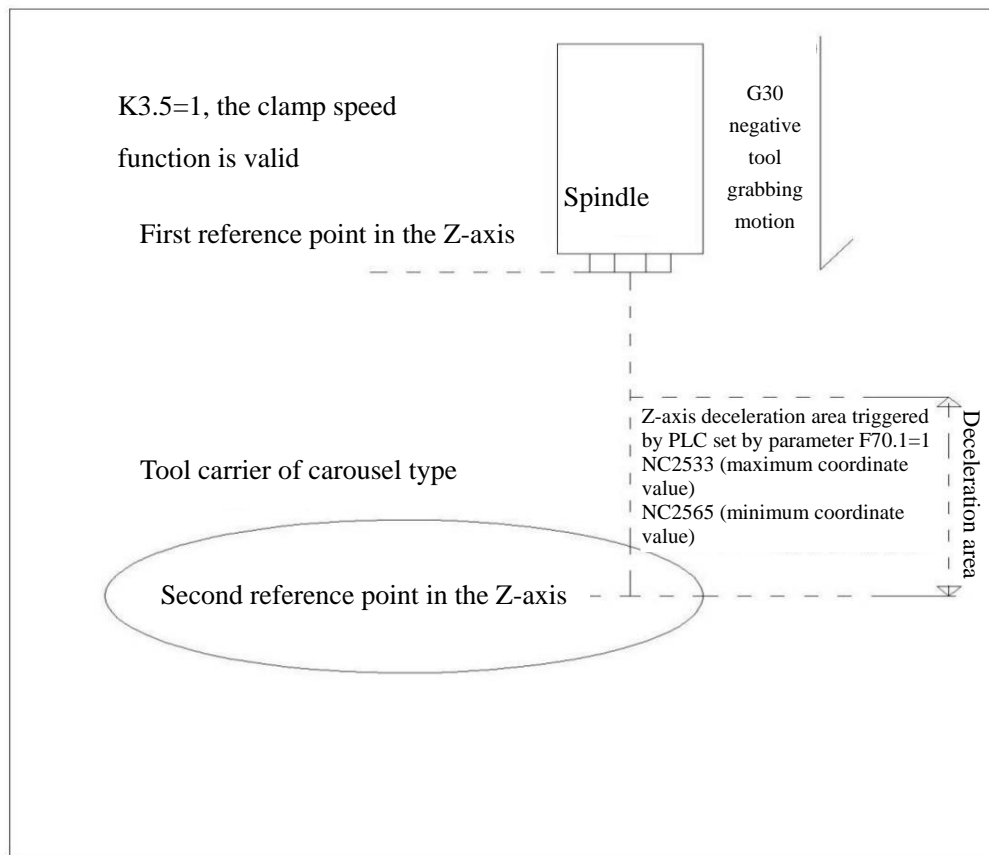 K3.5=1, the clamp speed
function is valid
G30
negative
tool
grabbing
motion
Spindle
First reference point in the Z-axis
Z-axis deceleration area triggered
by PLC set by parameter F70.1=1
NC2533 (maximum coordinate
value)
NC2565 (minimum coordinate
value)
Deceleration area
Tool carrier of carousel type
Second reference point in the Z-axis